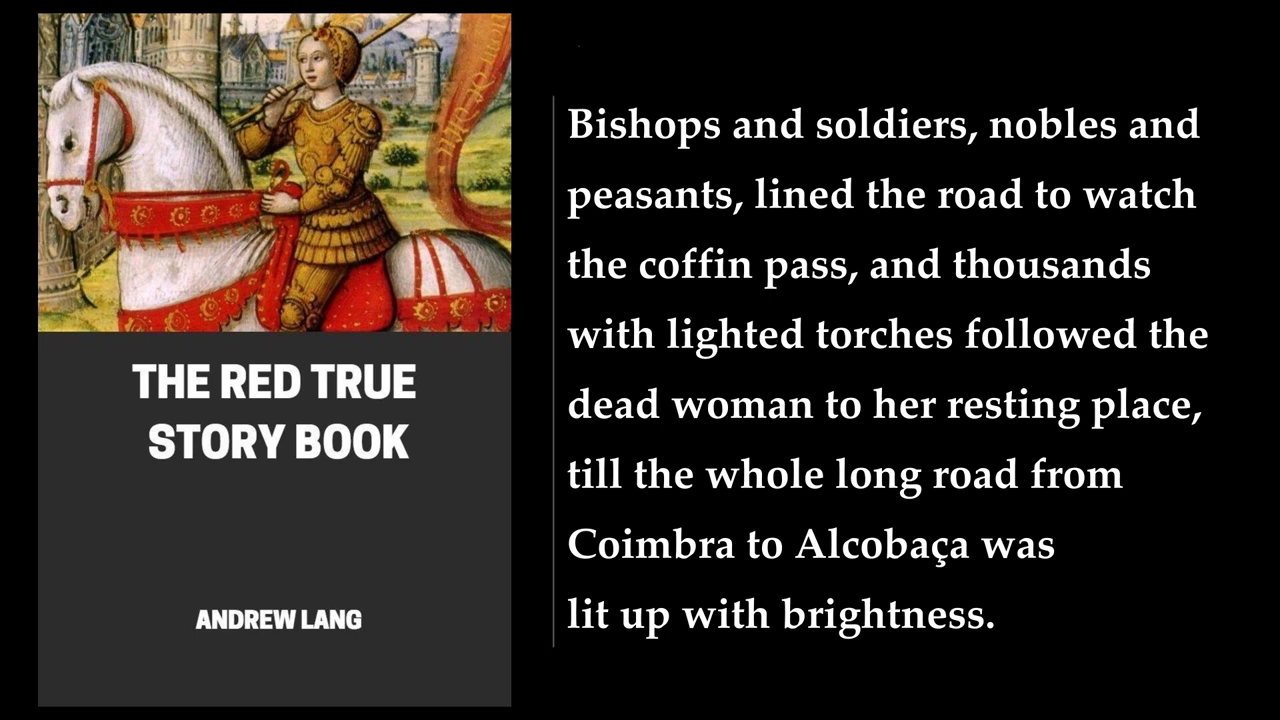 THE RED TRUE
STORY BOOK
ANDREW LANG
Bishops and soldiers, nobles and
peasants, lined the road to watch
the coffin pass, and thousands
with lighted torches followed the
dead woman to her resting place,
till the whole long road from
Coimbra to Alcobaça was
lit up with brightness.